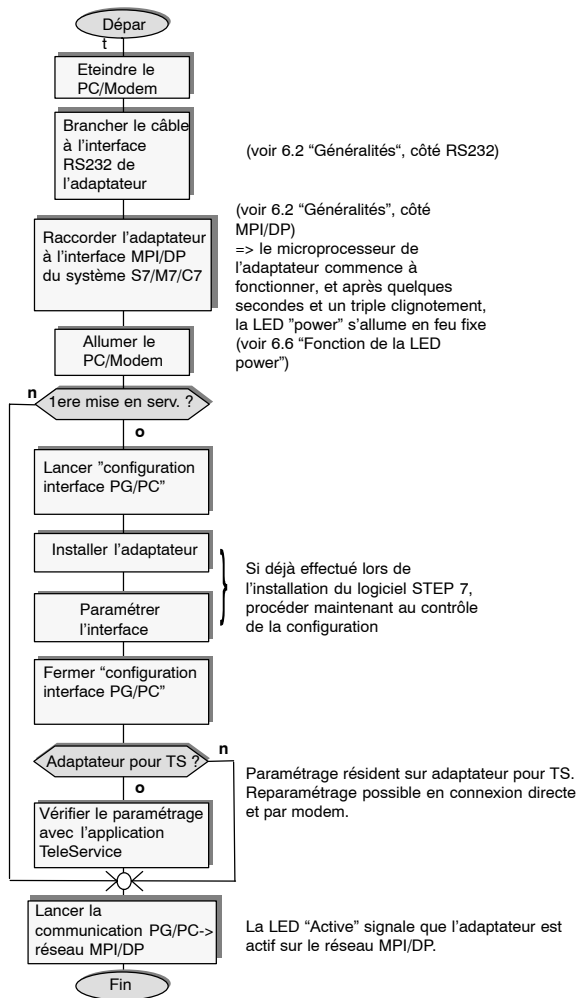 Dépar
t
Eteindre le
PC/Modem
Brancher le câble
à l’interface
RS232 de
l’adaptateur
(voir 6.2 “Généralités“, côté RS232)
Raccorder l’adaptateur
à l’interface MPI/DP
du système S7/M7/C7
(voir 6.2 “Généralités”, côté
MPI/DP)
=> le microprocesseur de
l’adaptateur commence à
fonctionner, et après quelques
secondes et un triple clignotement,
la LED ”power” s’allume en feu fixe
(voir 6.6 “Fonction de la LED
power”)
Allumer le
PC/Modem
n
1ere mise en serv. ?
o
Lancer ”configuration
interface PG/PC”
Installer l’adaptateur
Paramétrer
l’interface
Si déjà effectué lors de
l’installation du logiciel STEP 7,
procéder maintenant au contrôle
de la configuration
Fermer “configuration
interface PG/PC”
Adaptateur pour TS ?
n
o
Paramétrage résident sur adaptateur pour TS.
Reparamétrage possible en connexion directe
et par modem.
Vérifier le paramétrage
avec l’application
TeleService
Lancer la
communication PG/PC->
réseau MPI/DP
La LED “Active” signale que l’adaptateur est
actif sur le réseau MPI/DP.
Fin